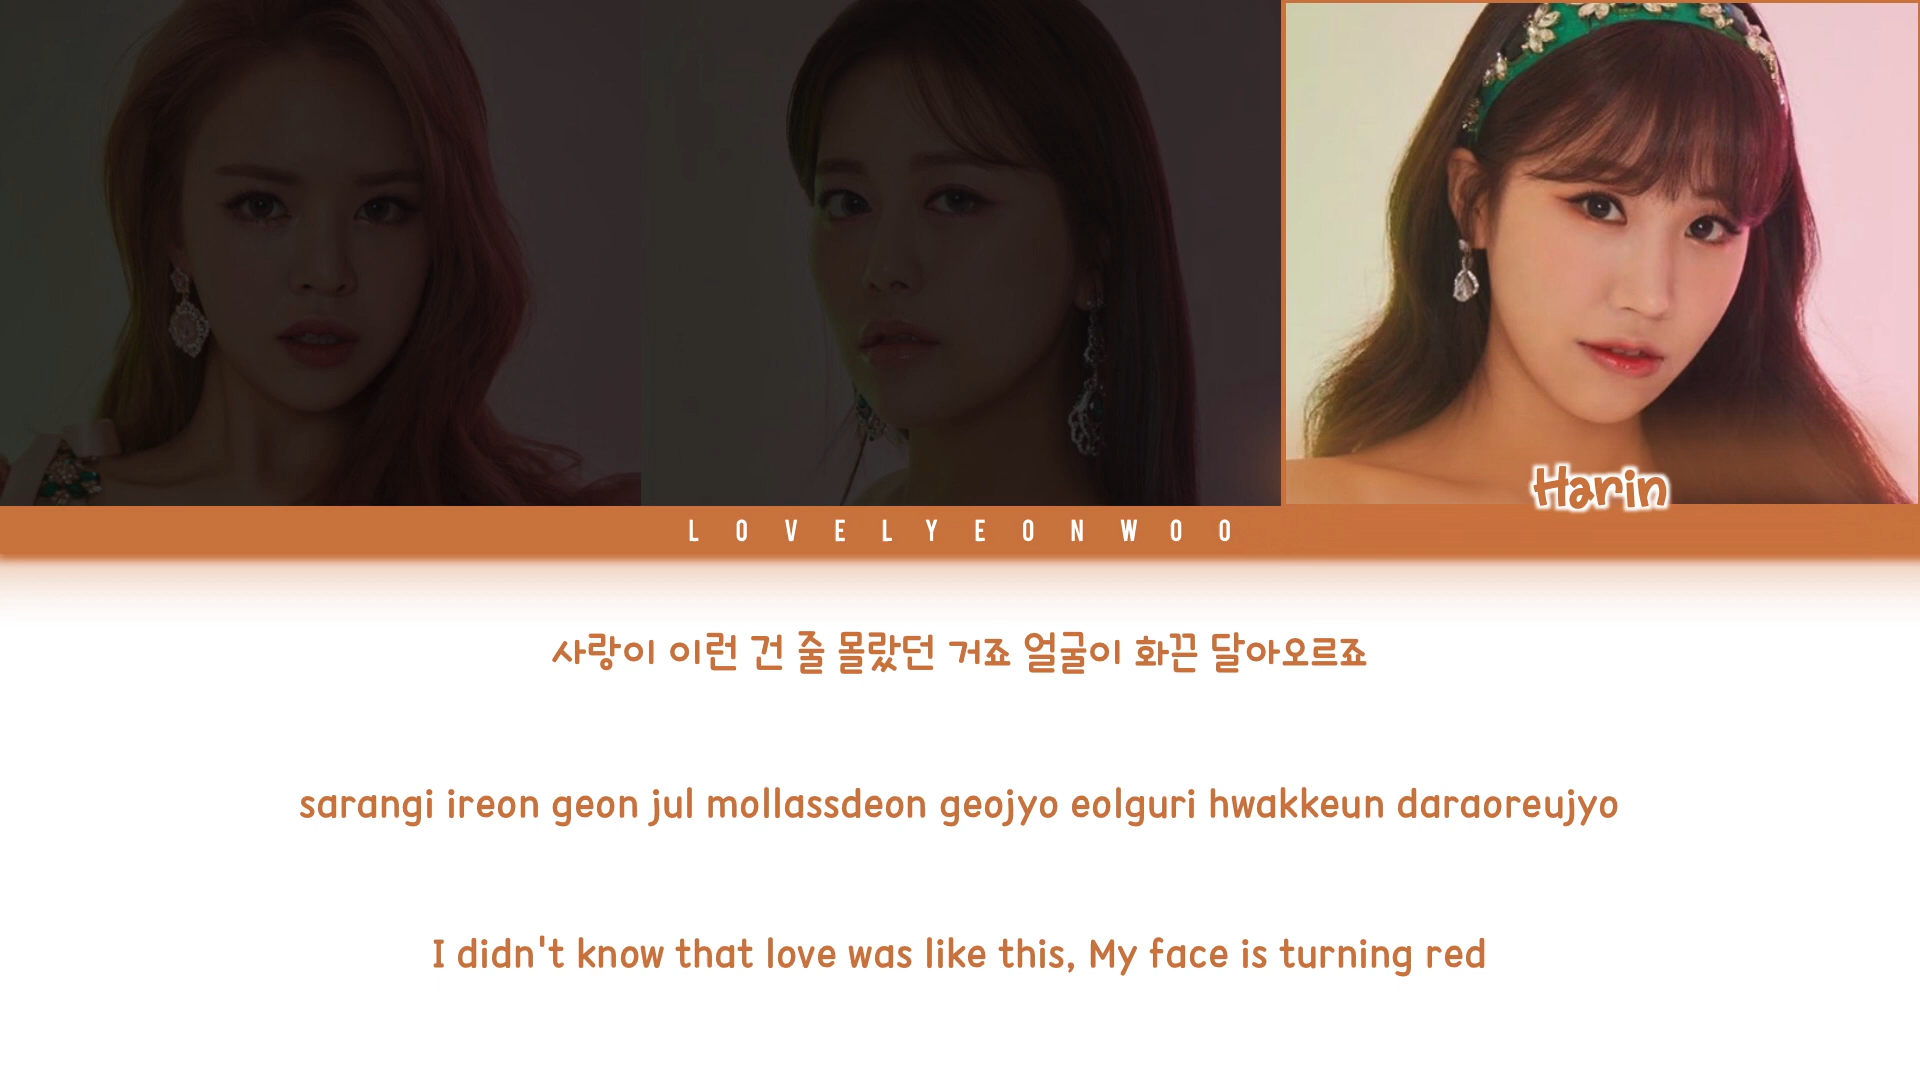 Harin
LOVELYEONWOO
사랑이 이런 건 줄 몰랐던 거죠 얼굴이 화끈 달아오르죠
sarangi ireon geon jul mollassdeon geojyo eolguri hwakkeun daraoreujyo
I didn't know that love was like this, My face is turning red